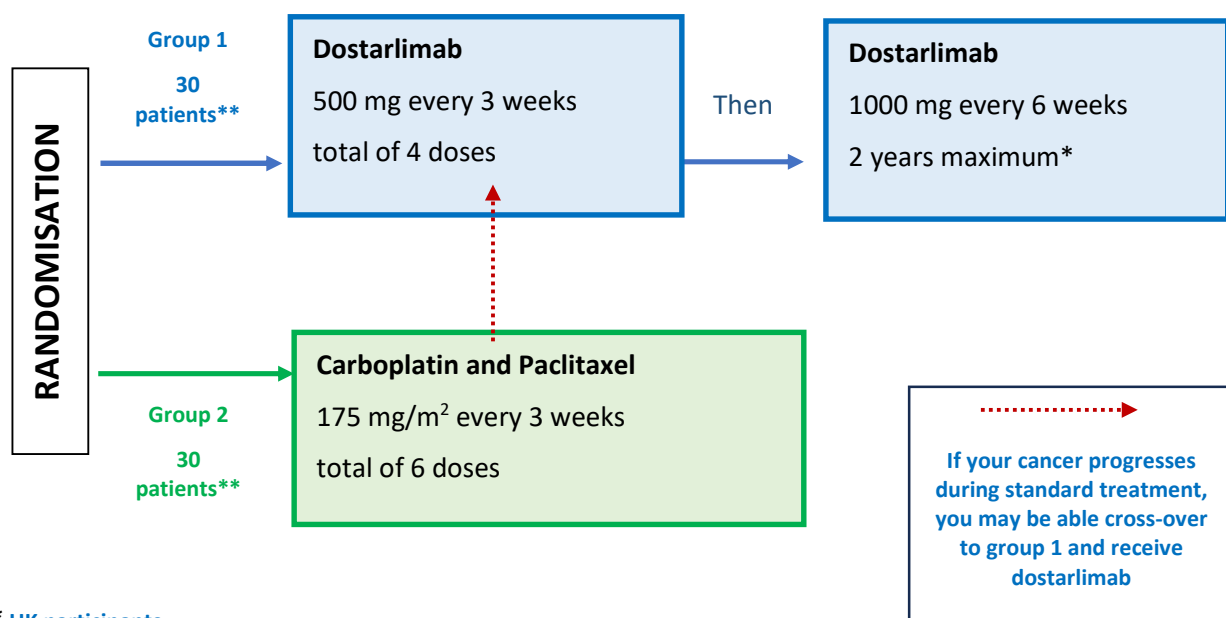 RANDOMISATION
Group 1
30
patients**
Dostarlimab
500 mg every 3 weeks
total of 4 doses
Then
Dostarlimab
1000 mg every 6 weeks
2 years maximum*
Group 2
30
patients**
Carboplatin and Paclitaxel
175 mg/m² every 3 weeks
total of 6 doses
If your cancer progresses
during standard treatment,
you may be able cross-over
to group 1 and receive
dostarlimab
UK participants